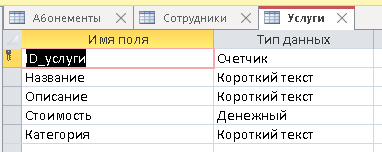 Абонементы Сотрудники Услуги
Имя поля Тип данных
ID_услуги Счетчик
Название Короткий текст
Описание Короткий текст
Стоимость Денежный
Категория Короткий текст